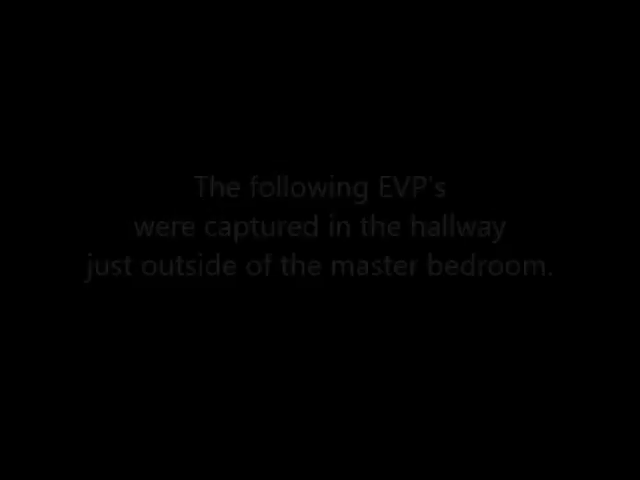 The following EVP's
were captured in the hallway
just outside of the master bedroom.